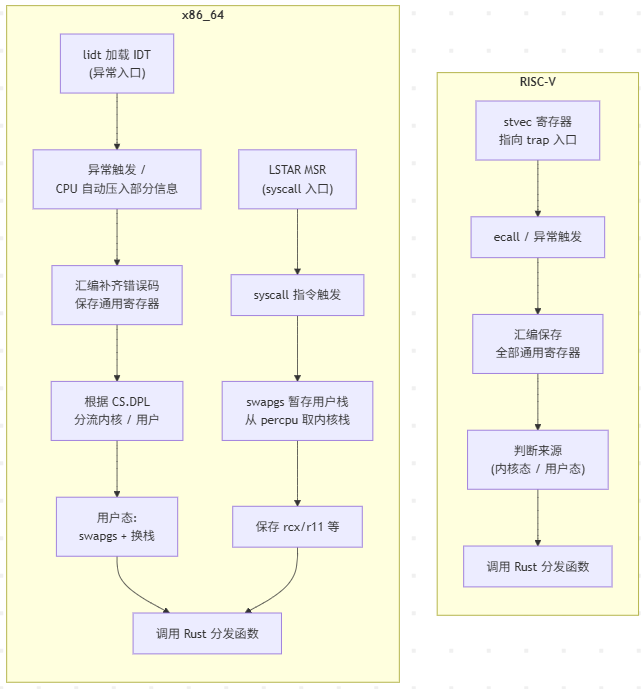 x86_64
lidt 加载 IDT
(异常入口)
异常触发 /
CPU 自动压入部分信息
汇编补齐错误码
保存通用寄存器
根据 CS.DPL
分流内核 / 用户
用户态:
swapgs + 换栈
LSTAR MSR
(syscall 入口)
syscall 指令触发
swapgs 暂存用户栈
从 percpu 取内核栈
保存 rcx/r11 等
调用 Rust 分发函数
RISC-V
stvec 寄存器
指向 trap 入口
ecall / 异常触发
汇编保存
全部通用寄存器
判断来源
(内核态 / 用户态)
调用 Rust 分发函数